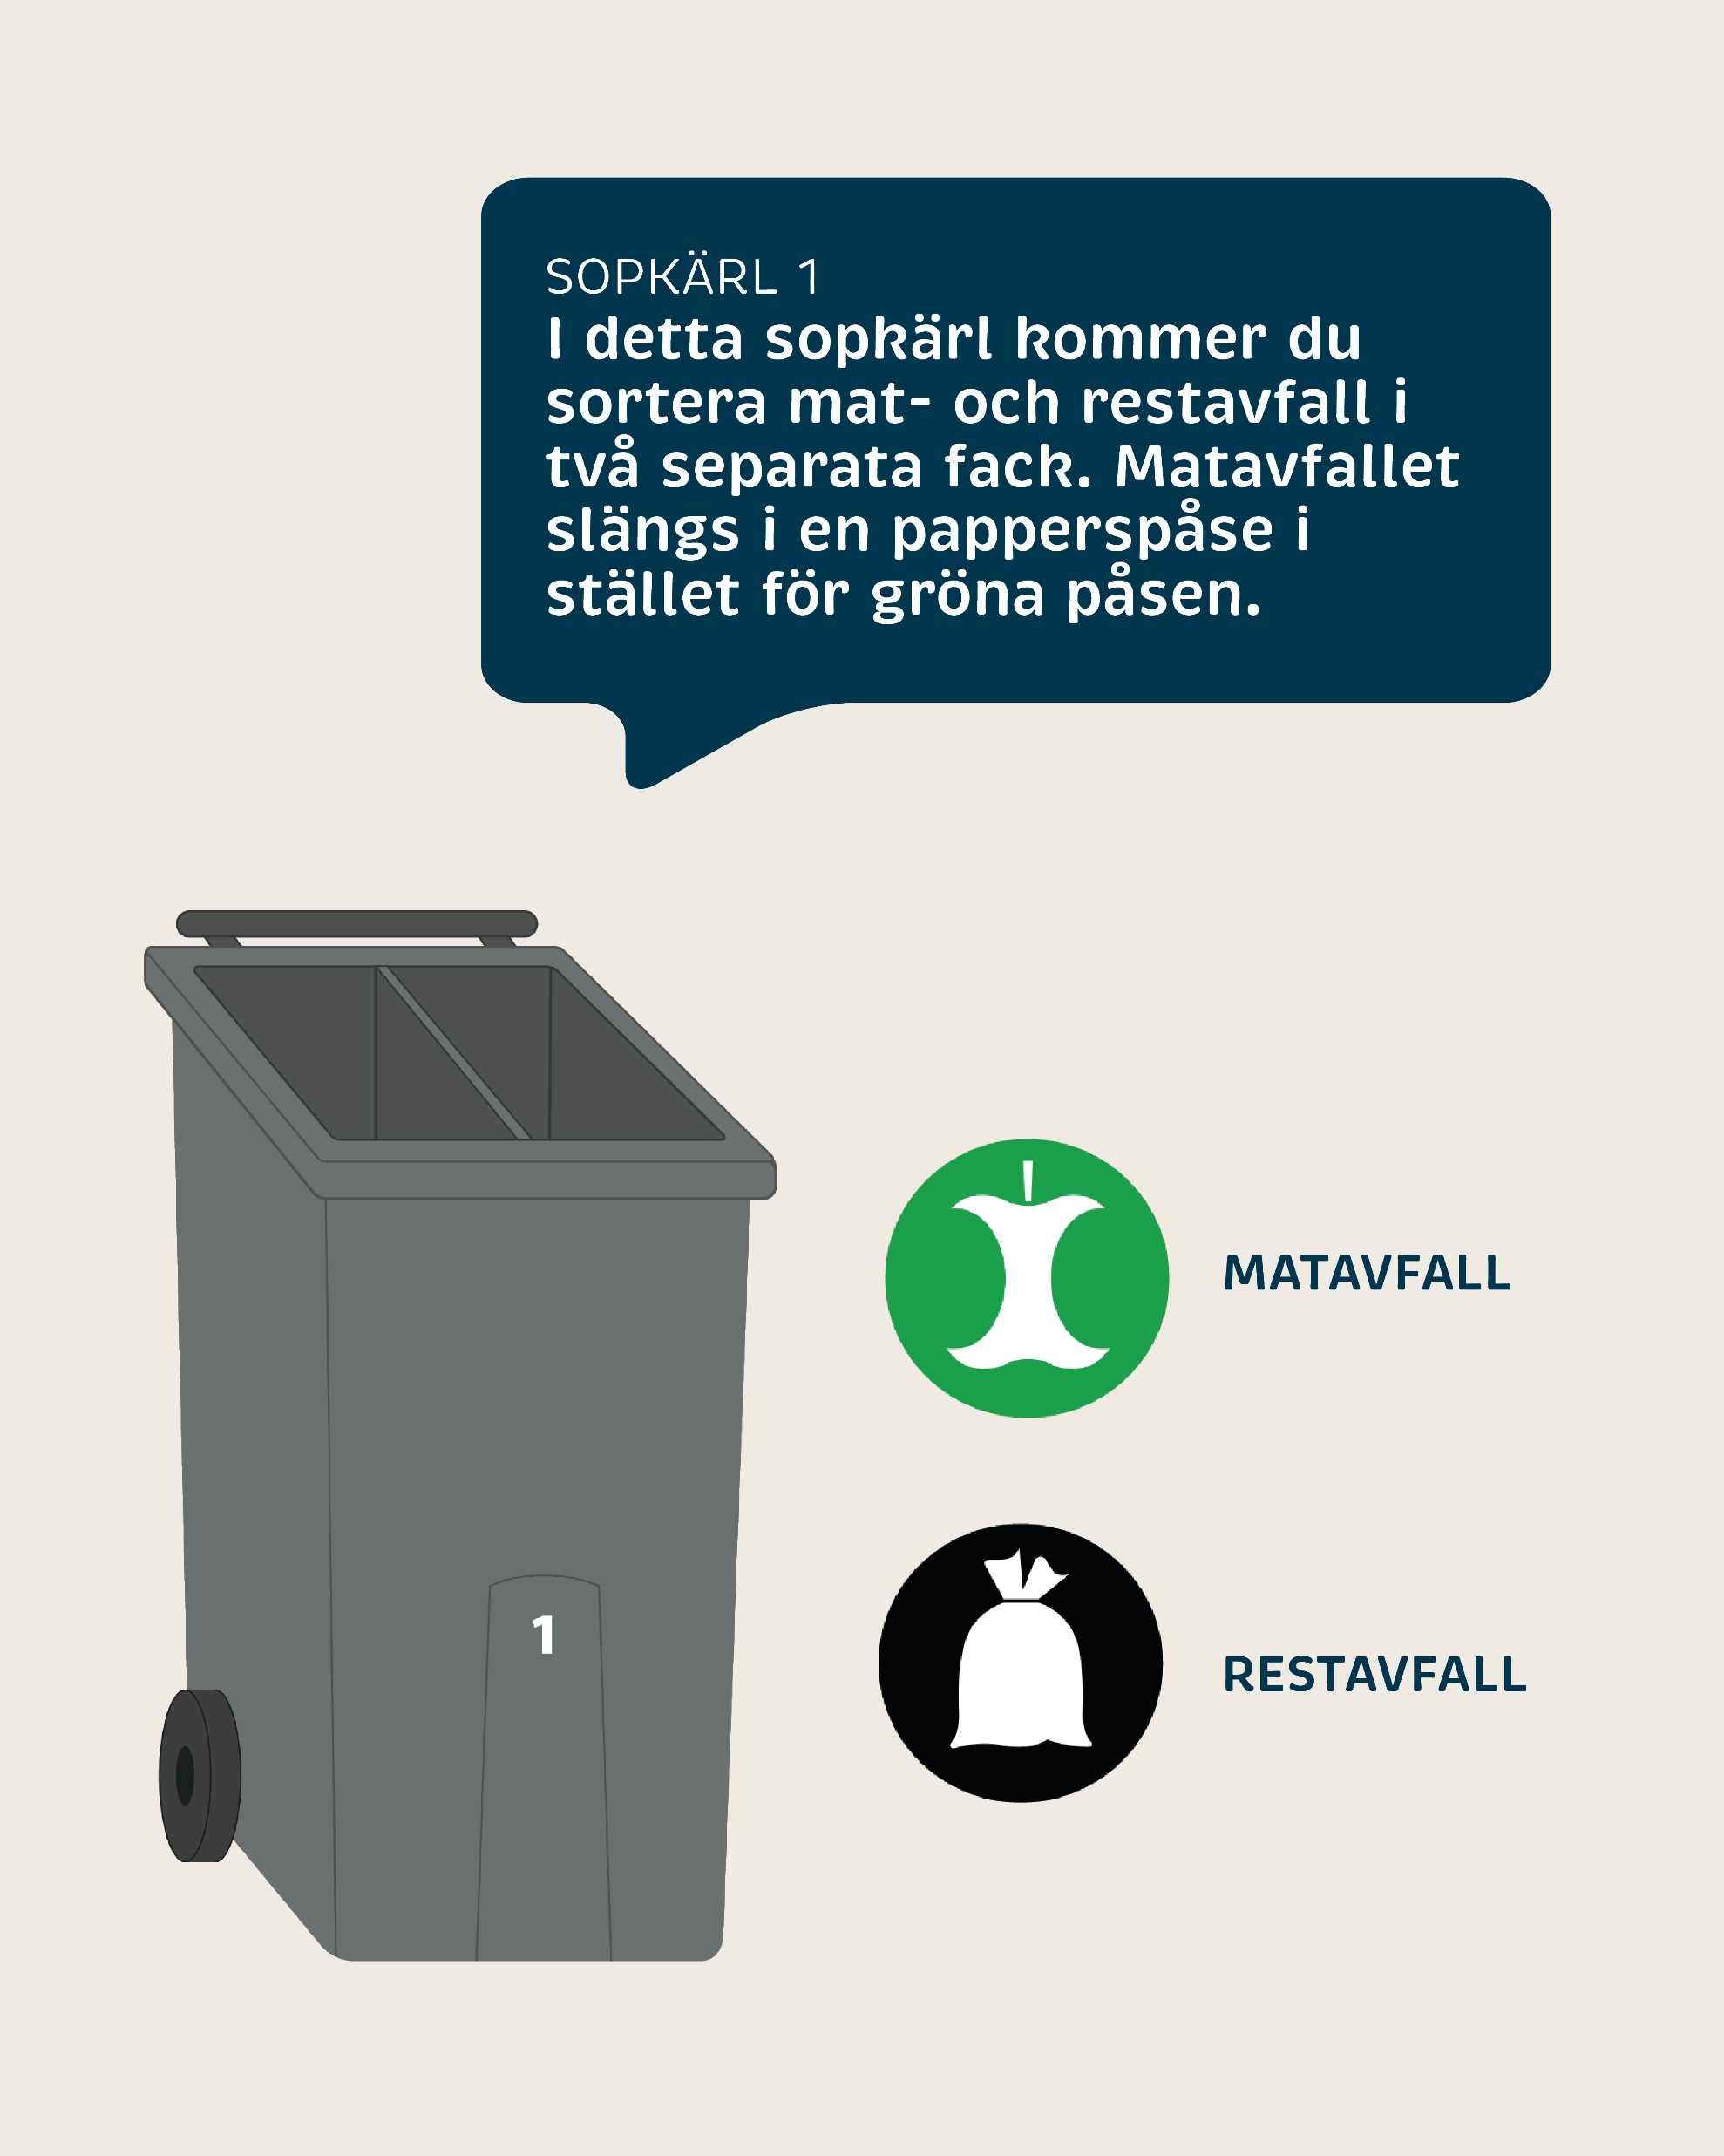 SOPKÄRL 1
I detta sopkärl kommer du
sortera mat- och restavfall i
två separata fack. Matavfallet
slängs i en papperspåse i
stället för gröna påsen.
MATAVFALL
1
RESTAVFALL